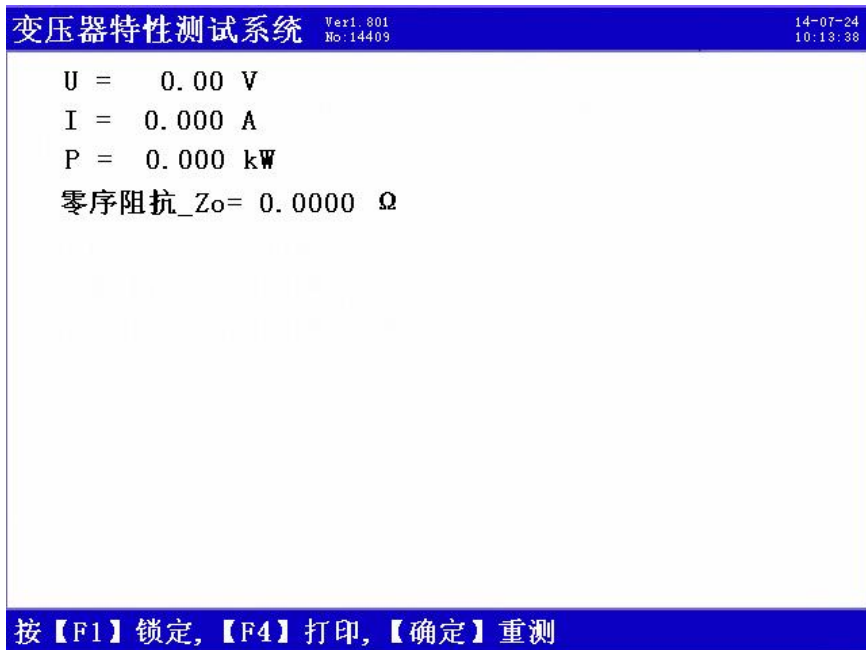 变压器特性测试系统 Ver1.801
No:14409
14-07-24
10:13:38
U = 0.00 V
I = 0.000 A
P = 0.000 kW
零序阻抗_Zo= 0.0000 Ω
按【F1】锁定,【F4】打印,【确定】重测